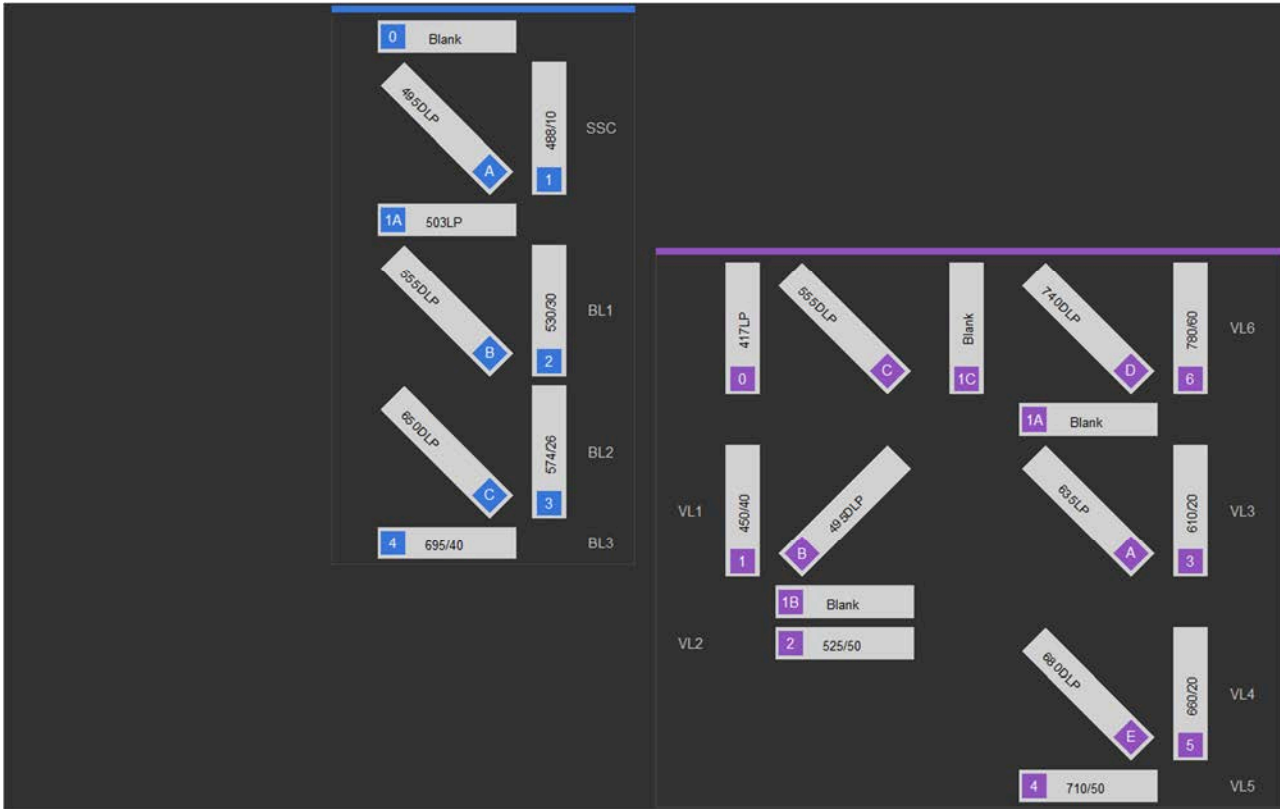 0 Blank
495DLP A
488/10 1
SSC
1A 503LP
555DLP B
530/30 2
BL1
650DLP C
574/26 3
BL2
4 695/40
BL3
417LP 0
555DLP C
Blank 1C
740DLP D
780/60 6
VL6
1A Blank
VL1
450/40 1
495DLP B
635LP A
610/20 3
VL3
1B Blank
VL2
2 525/50
680DLP E
660/20 5
VL4
4 710/50
VL5